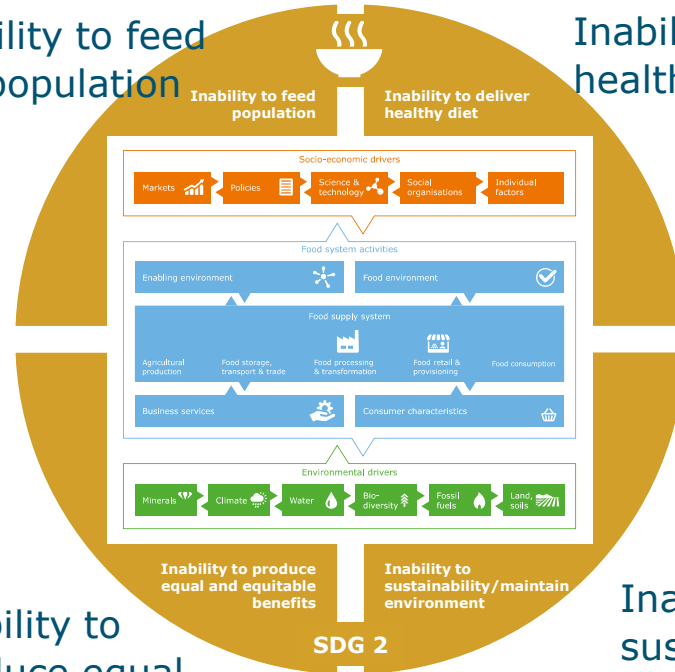 ility to feed
population
Inabil
health
Inability to feed
population
Inability to deliver
healthy diet
Socio-economic drivers
Markets
Policies
Science &
technology
Social
organisations
Individual
factors
Food system activities
Enabling environment
Food environment
Food supply system
Agricultural
production
Food storage,
transport & trade
Food processing
& transformation
Food retail &
provisioning
Food consumption
Business services
Consumer characteristics
Environmental drivers
Minerals
Climate
Water
Bio-
diversity
Fossil
fuels
Land,
soils
Inability to produce
equal and equitable
benefits
Inability to
sustainability/maintain
environment
SDG 2
bility to
duce equal
Ina
sus